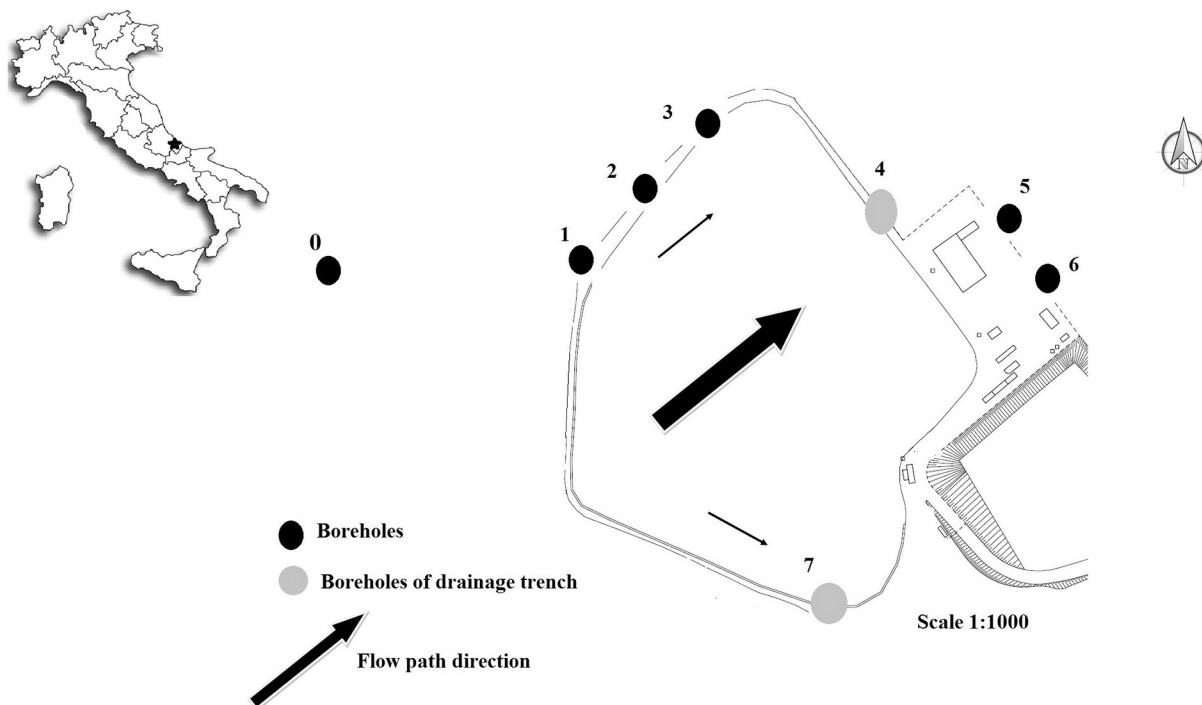 3
2
4
5
1
0
6
N
7
Boreholes
Boreholes of drainage trench
Scale 1:1000
Flow path direction